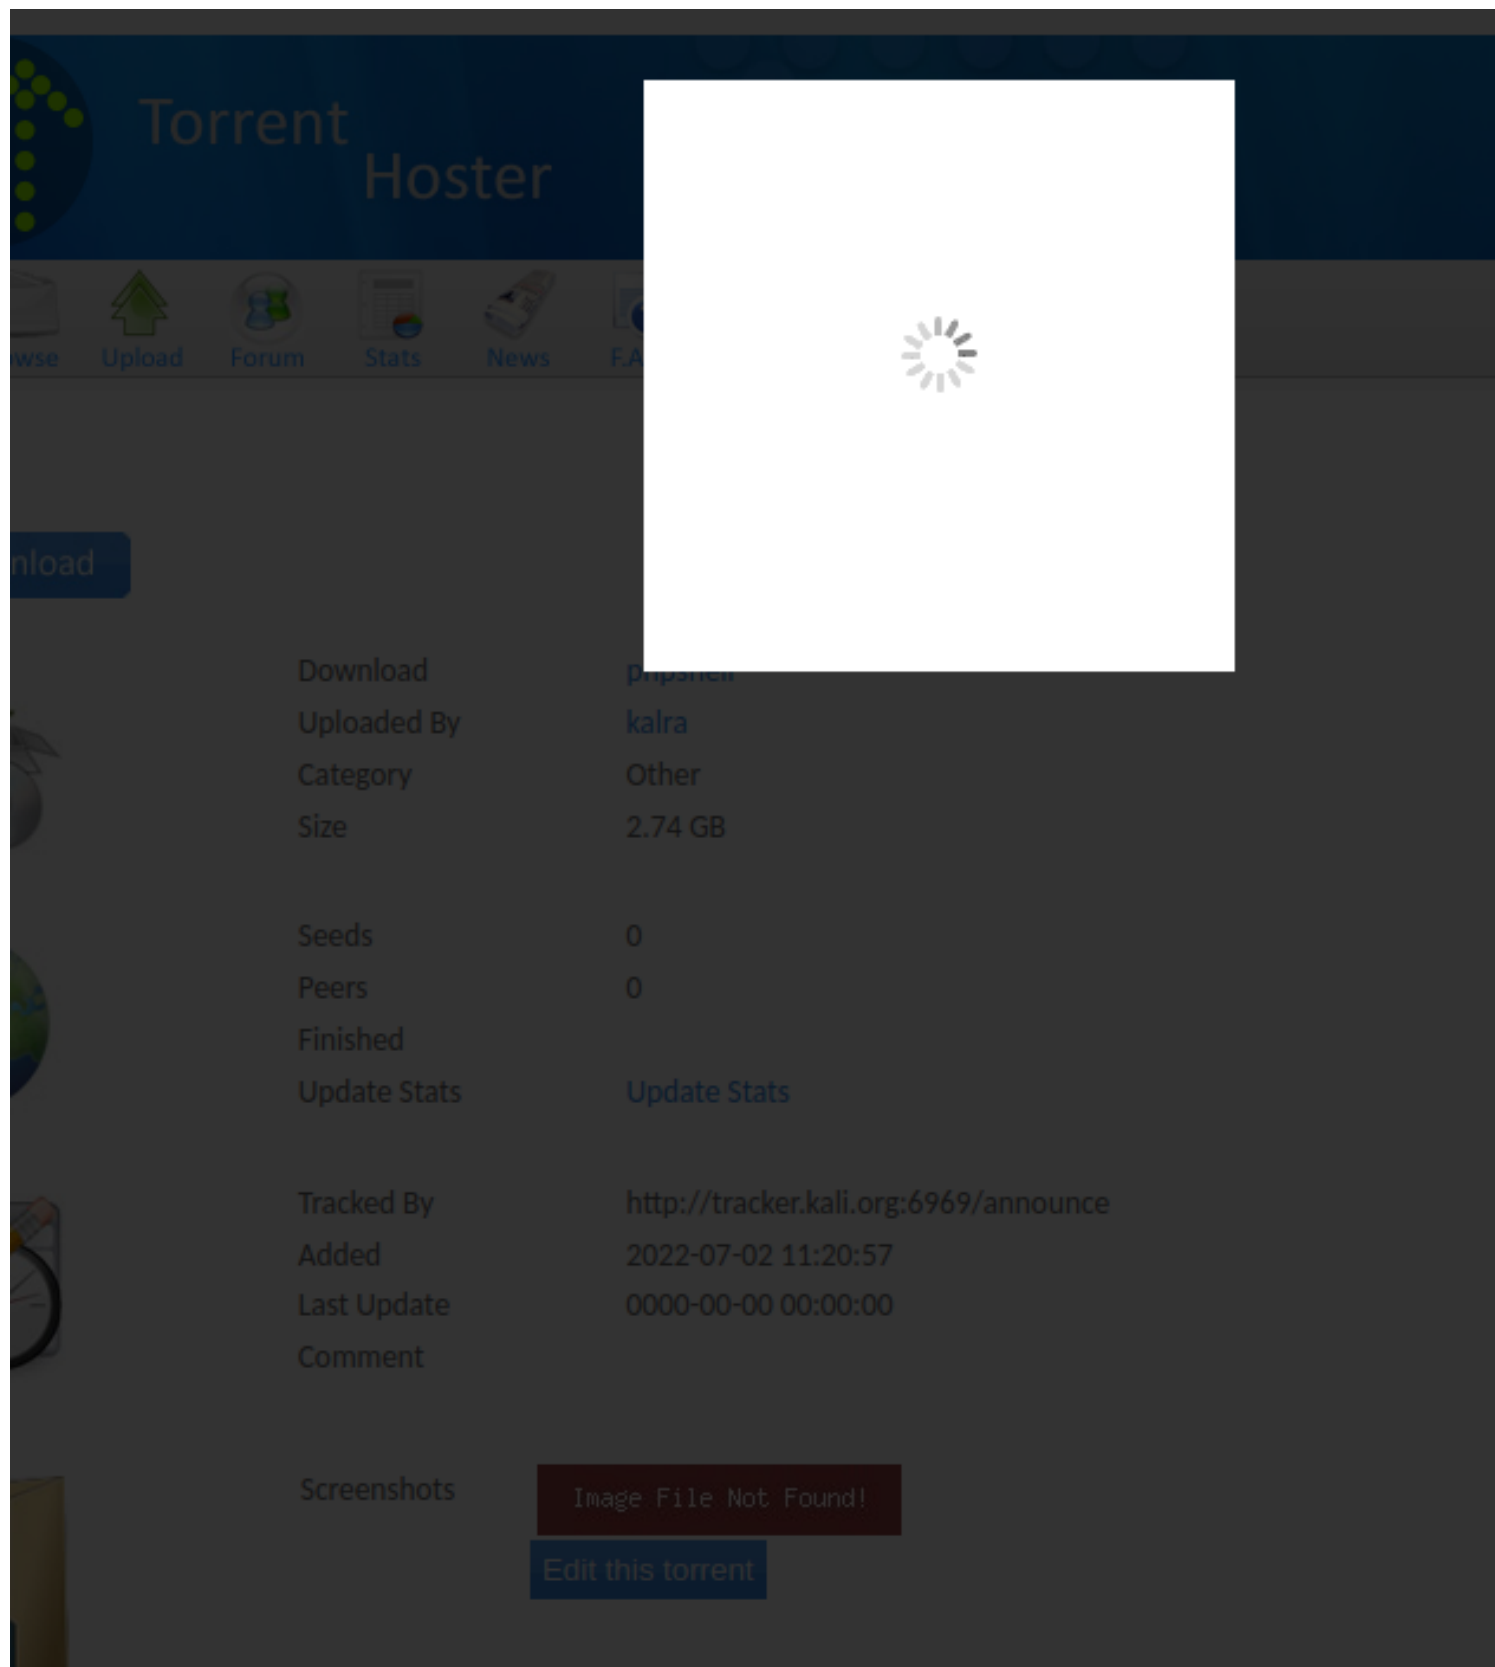 Torrent
Hoster
wse Upload Forum Stats News F.A
nload
Download phpshell
Uploaded By kalra
Category Other
Size 2.74 GB
Seeds 0
Peers 0
Finished
Update Stats Update Stats
Tracked By http://tracker.kali.org:6969/announce
Added 2022-07-02 11:20:57
Last Update 0000-00-00 00:00:00
Comment
Screenshots Image File Not Found!
Edit this torrent